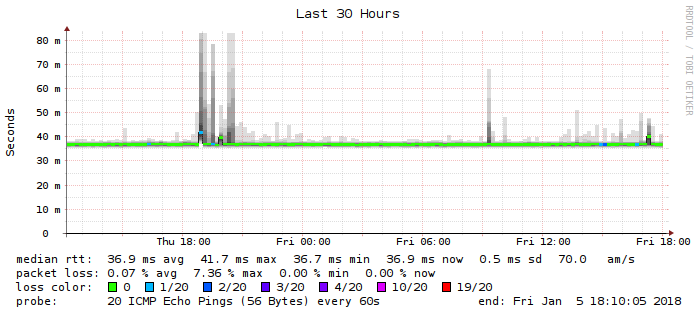 Last 30 Hours
RRDTOOL / TOBI OETIKER
Seconds
80 m
70 m
60 m
50 m
40 m
30 m
20 m
10 m
0
Thu 18:00 Fri 00:00 Fri 06:00 Fri 12:00 Fri 18:00
median rtt: 36.9 ms avg 41.7 ms max 36.7 ms min 36.9 ms now 0.5 ms sd 70.0 am/s
packet loss: 0.07 % avg 7.36 % max 0.00 % min 0.00 % now
loss color: 0 1/20 2/20 3/20 4/20 10/20 19/20
probe: 20 ICMP Echo Pings (56 Bytes) every 60s end: Fri Jan 5 18:10:05 2018